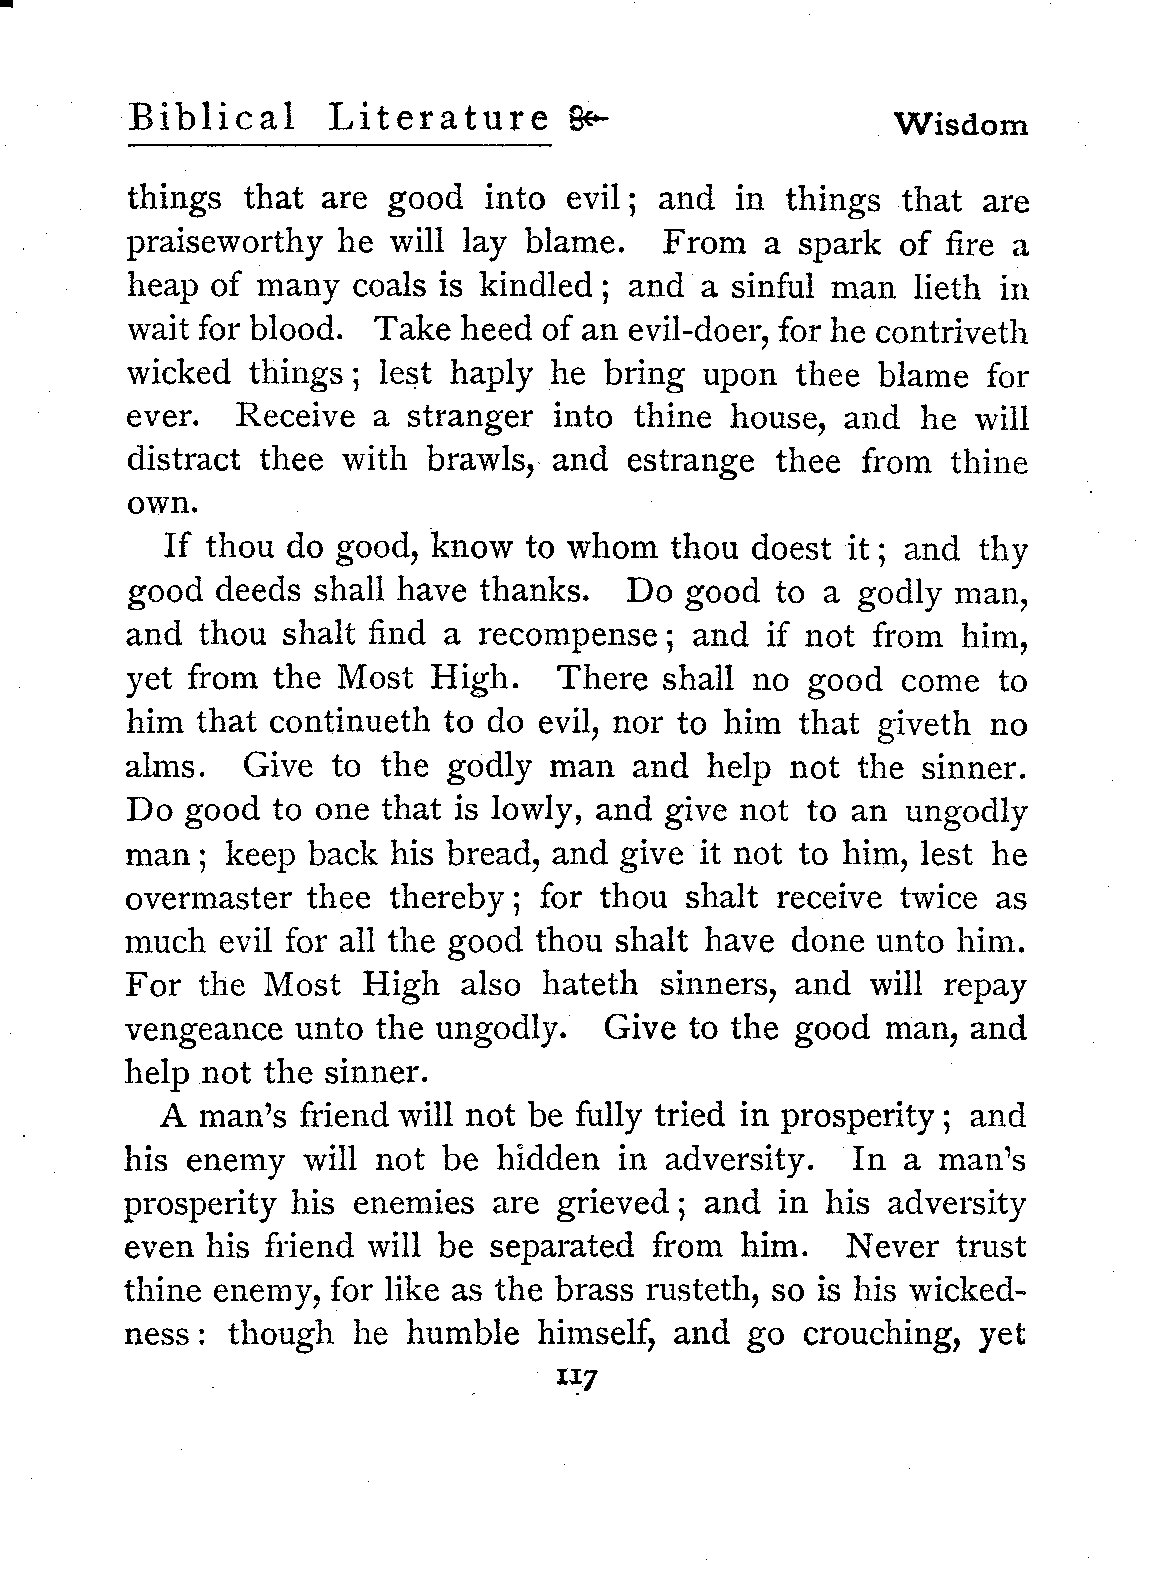 Biblical Literature Wisdom
things that are good into evil; and in things that are
praiseworthy he will lay blame. From a spark of fire a
heap of many coals is kindled; and a sinful man lieth in
wait for blood. Take heed of an evil-doer, for he contriveth
wicked things; lest haply he bring upon thee blame for
ever. Receive a stranger into thine house, and he will
distract thee with brawls, and estrange thee from thine
own.
If thou do good, know to whom thou doest it; and thy
good deeds shall have thanks. Do good to a godly man,
and thou shalt find a recompense; and if not from him,
yet from the Most High. There shall no good come to
him that continueth to do evil, nor to him that giveth no
alms. Give to the godly man and help not the sinner.
Do good to one that is lowly, and give not to an ungodly
man; keep back his bread, and give it not to him, lest he
overmaster thee thereby; for thou shalt receive twice as
much evil for all the good thou shalt have done unto him.
For the Most High also hateth sinners, and will repay
vengeance unto the ungodly. Give to the good man, and
help not the sinner.
A man's friend will not be fully tried in prosperity; and
his enemy will not be hidden in adversity. In a man's
prosperity his enemies are grieved; and in his adversity
even his friend will be separated from him. Never trust
thine enemy, for like as the brass rusteth, so is his wicked-
ness: though he humble himself, and go crouching, yet
117